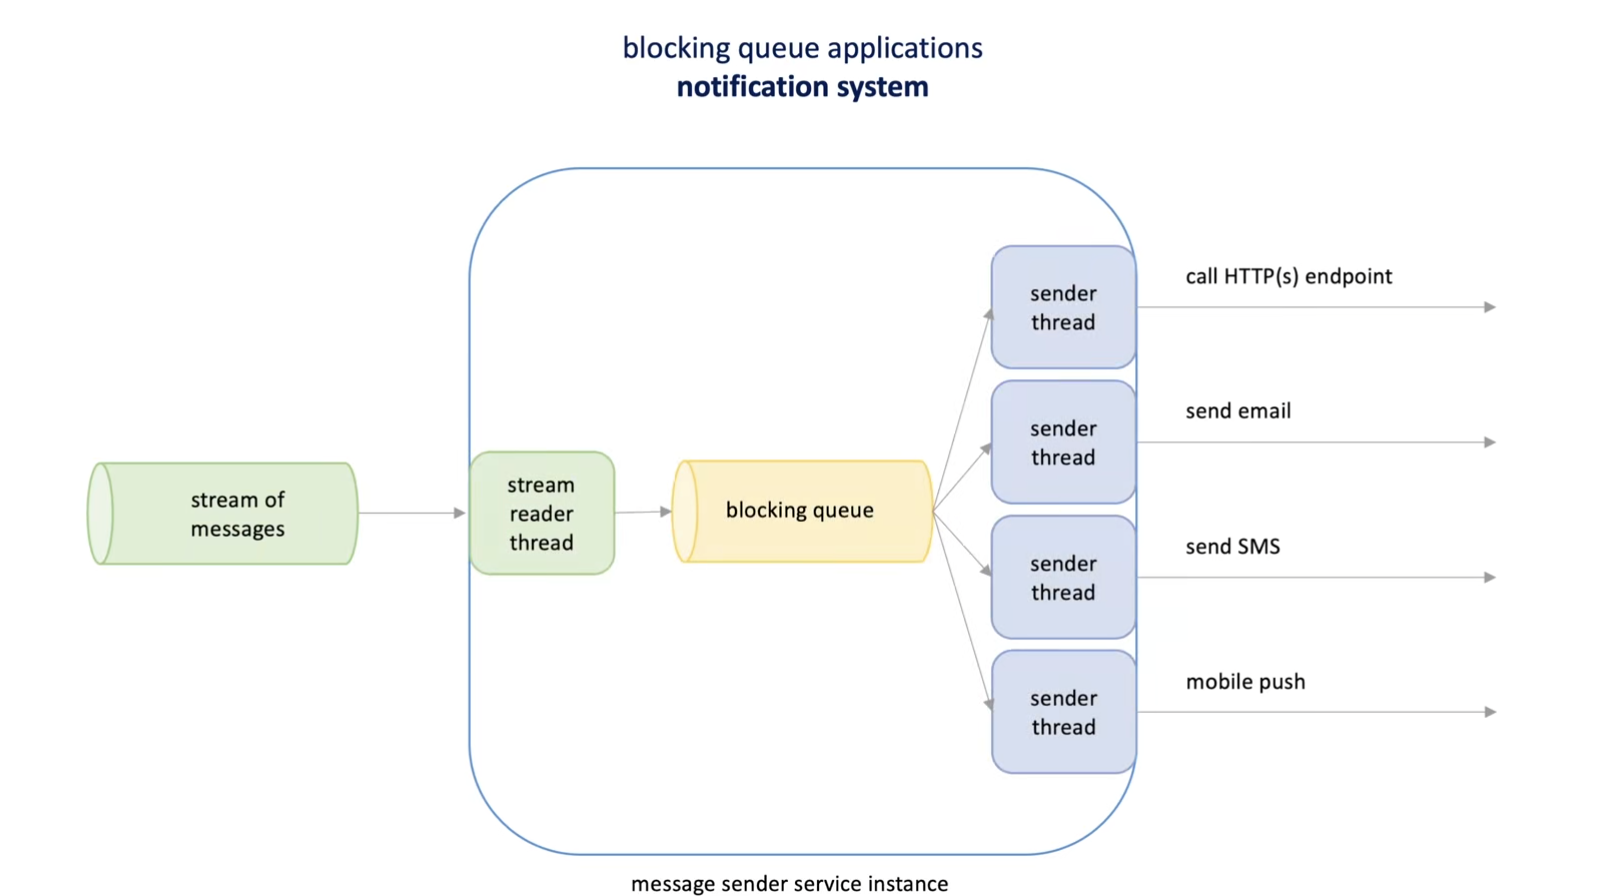 blocking queue applications
notification system
call HTTP(s) endpoint
sender
thread
send email
sender
thread
stream of
messages
stream
reader
thread
blocking queue
send SMS
sender
thread
mobile push
sender
thread
message sender service instance